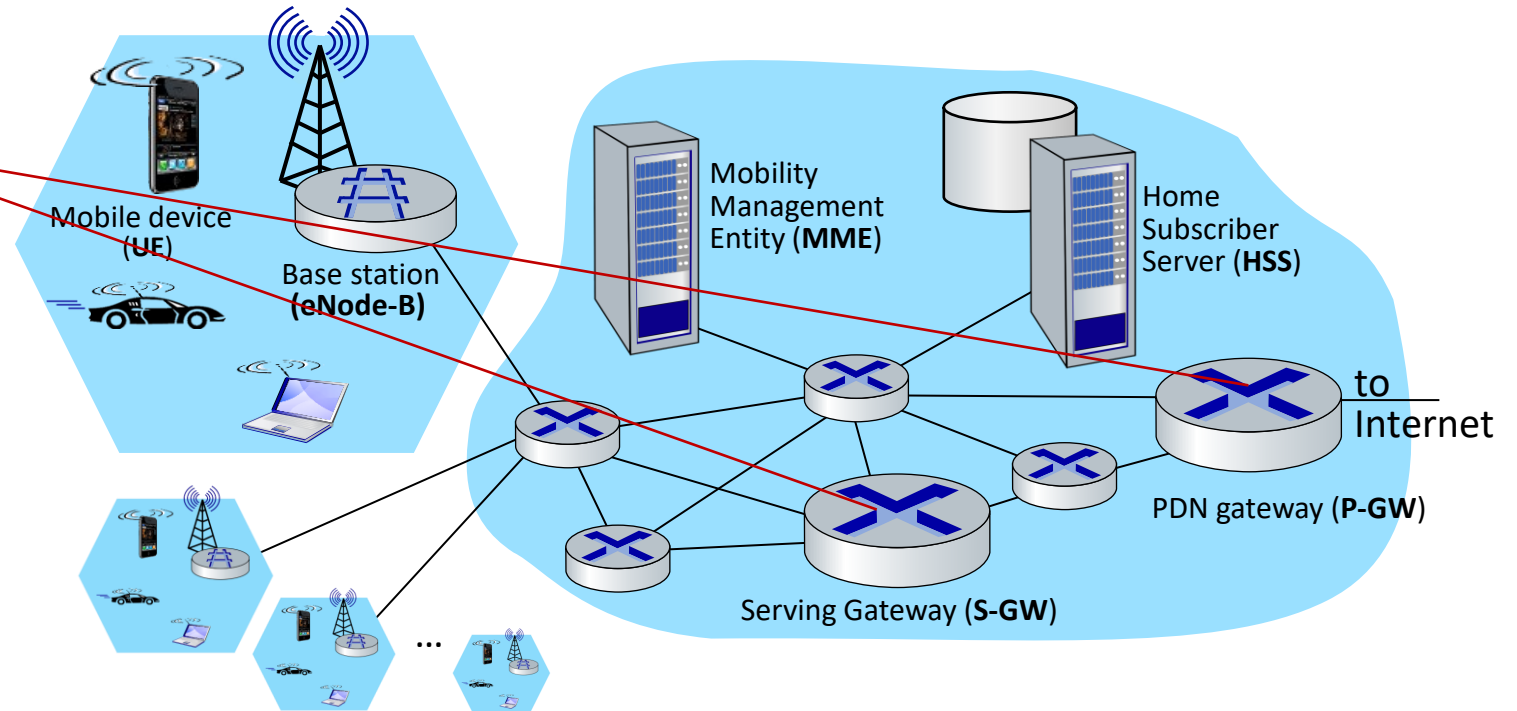 Mobile device
(UE)
Base station
(eNode-B)
Mobility
Management
Entity (MME)
Home
Subscriber
Server (HSS)
to
Internet
PDN gateway (P-GW)
Serving Gateway (S-GW)
...